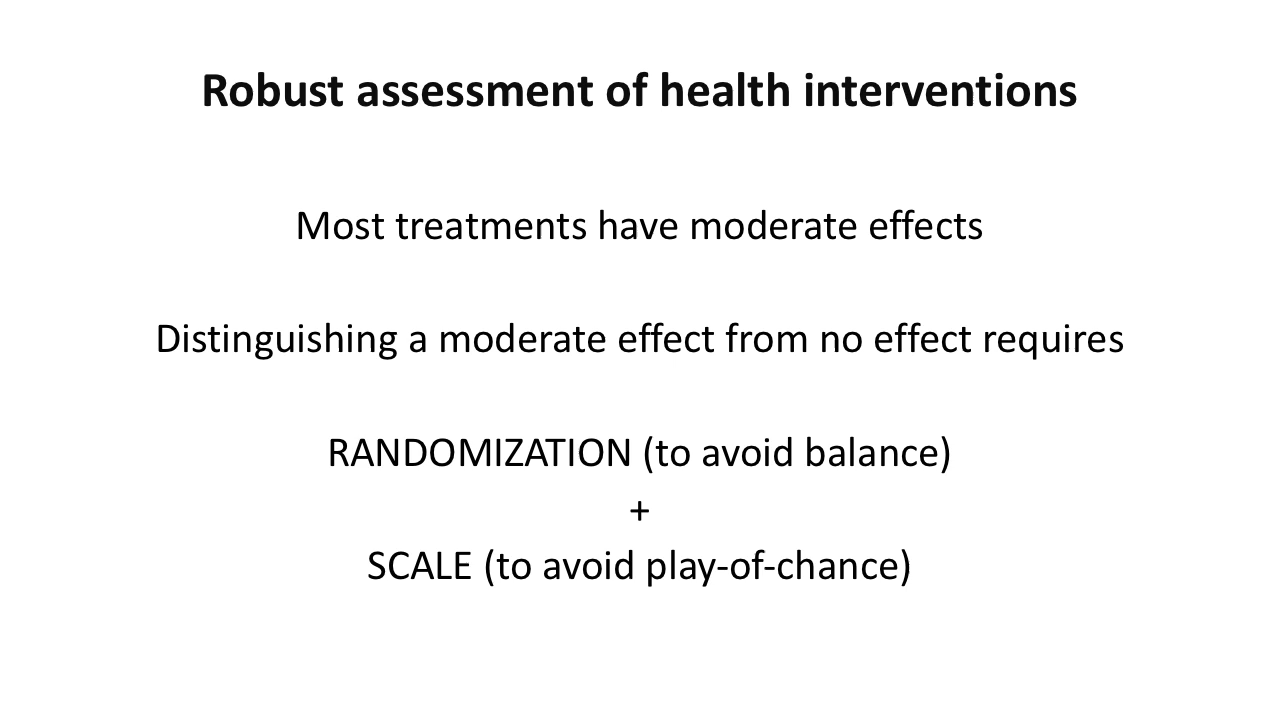 Robust assessment of health interventions
Most treatments have moderate effects
Distinguishing a moderate effect from no effect requires
RANDOMIZATION (to avoid balance)
+
SCALE (to avoid play-of-chance)